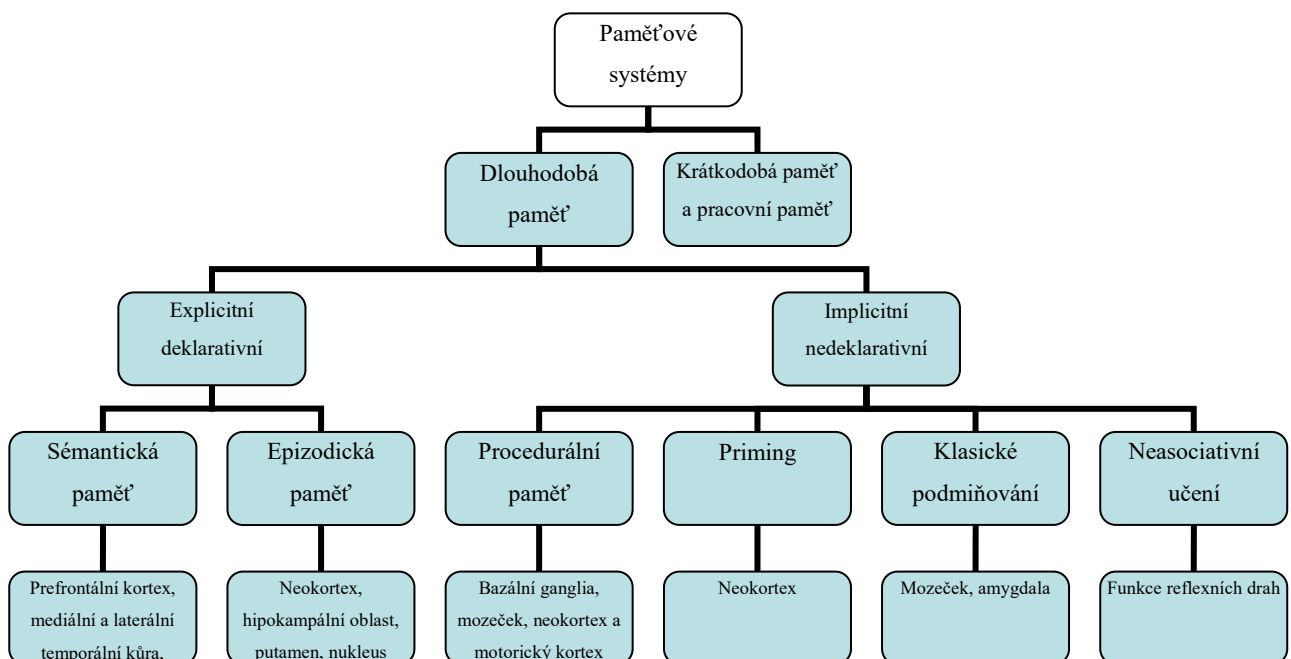 Paměťové
systémy
Dlouhodobá
paměť
Krátkodobá paměť
a pracovní paměť
Explicitní
deklarativní
Implicitní
nedeklarativní
Sémantická
paměť
Epizodická
paměť
Procedurální
paměť
Priming
Klasické
podmiňování
Neasociativní
učení
Prefrontální kortex,
mediální a laterální
temporální kůra,
Neokortex,
hipokampální oblast,
putamen, nukleus
Bazální ganglia,
mozeček, neokortex a
motorický kortex
Neokortex
Mozeček, amygdala
Funkce reflexních drah